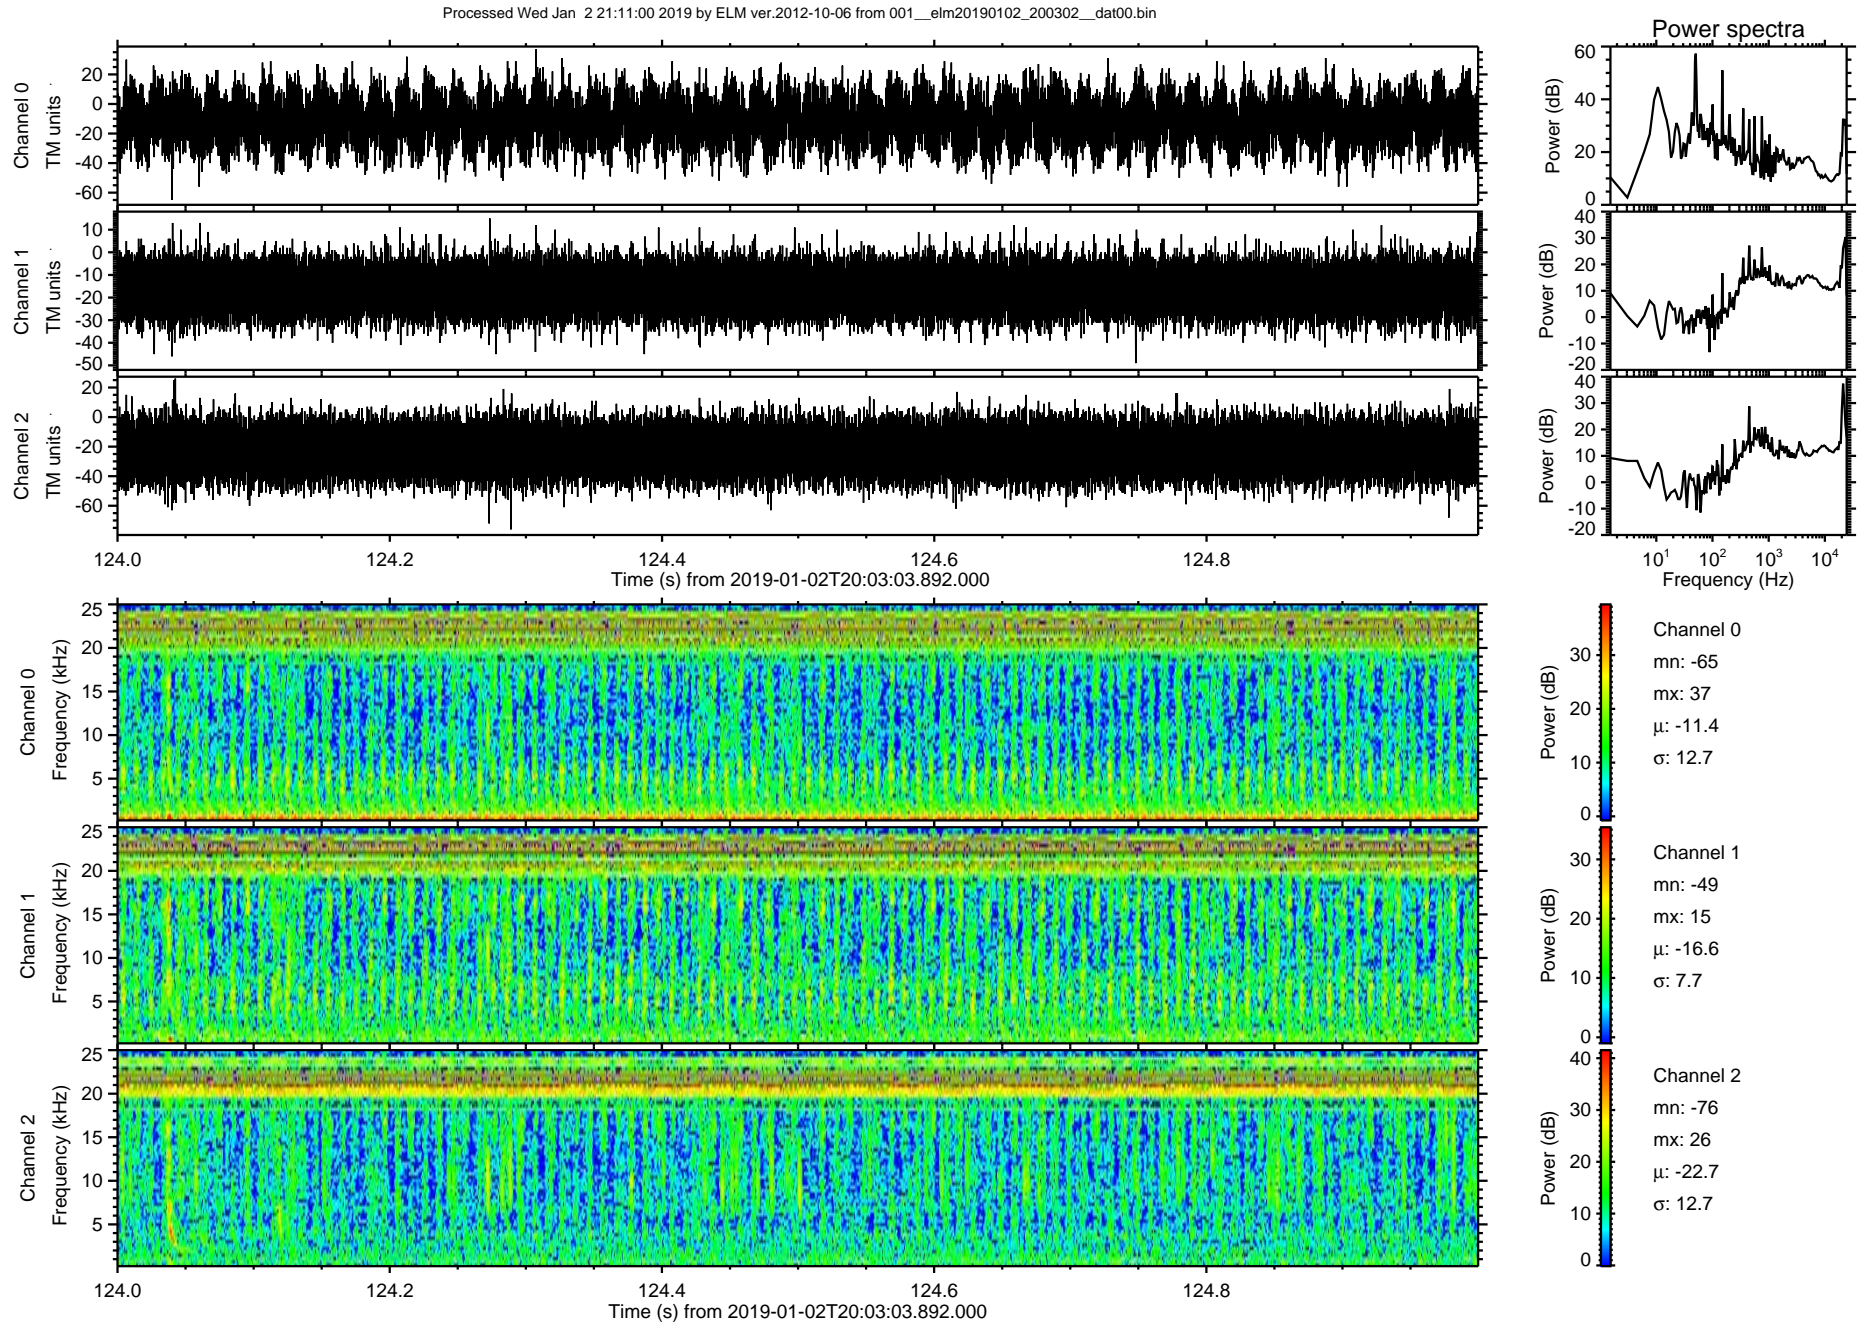 Processed Wed Jan  2 21:11:00 2019 by ELM ver.2012-10-06 from 001__elm20190102_200302__dat00.bin
Power spectra
Channel 0
TM units
20
0
-20
-40
-60
Power (dB)
60
40
20
0
Channel 1
TM units
10
0
-10
-20
-30
-40
-50
Power (dB)
40
30
20
10
0
-10
-20
Channel 2
TM units
20
0
-20
-40
-60
Power (dB)
40
30
20
10
0
-10
-20
124.0 124.2 124.4 124.6 124.8
Time (s) from 2019-01-02T20:03:03.892.000
10¹ 10² 10³ 10⁴
Frequency (Hz)
Channel 0
Frequency (kHz)
25
20
15
10
5
Power (dB)
30
20
10
0
Channel 0
mn: -65
mx: 37
µ: -11.4
σ: 12.7
Channel 1
Frequency (kHz)
25
20
15
10
5
Power (dB)
30
20
10
0
Channel 1
mn: -49
mx: 15
µ: -16.6
σ: 7.7
Channel 2
Frequency (kHz)
25
20
15
10
5
Power (dB)
40
30
20
10
0
Channel 2
mn: -76
mx: 26
µ: -22.7
σ: 12.7
124.0 124.2 124.4 124.6 124.8
Time (s) from 2019-01-02T20:03:03.892.000